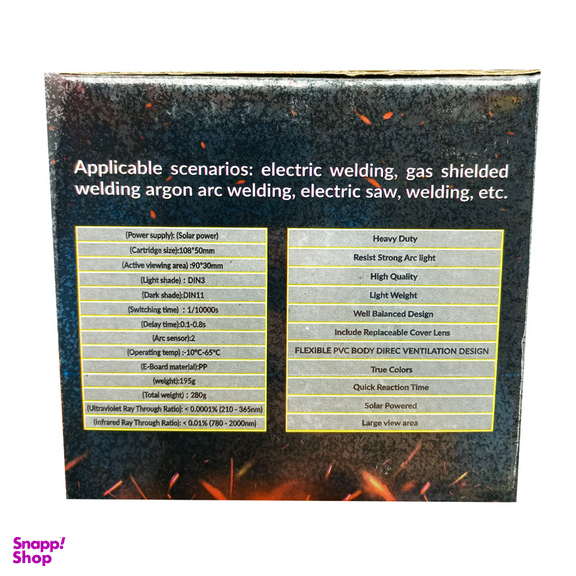 Applicable scenarios: electric welding, gas shielded
welding argon arc welding, electric saw, welding, etc.
(Power supply): (Solar power)
(Cartridge size):108*50mm
(Active viewing area) :90*30mm
(Light shade) : DIN3
(Dark shade):DIN11
(Switching time) : 1/10000s
(Delay time):0.1-0.8s
(Arc sensor):2
(Operating temp) :-10°C-65°C
(E-Board material):PP
(weight):195g
(Total weight) : 280g
(Ultraviolet Ray Through Ratio): < 0.0001% (210 - 365nm)
(Infrared Ray Through Ratio): < 0.01% (780 - 2000nm)
Heavy Duty
Resist Strong Arc light
High Quality
Light Weight
Well Balanced Design
Include Replaceable Cover Lens
FLEXIBLE PVC BODY DIREC VENTILATION DESIGN
True Colors
Quick Reaction Time
Solar Powered
Large view area
Snapp!
Shop